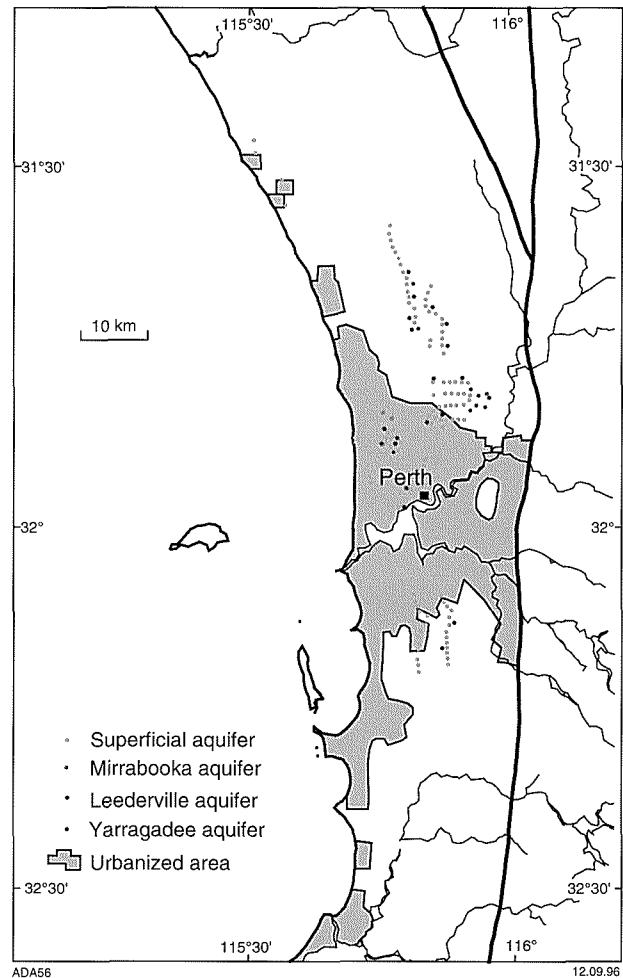 115°30' 116°
31°30' 31°30'
10 km
Perth
32° 32°
Superficial aquifer
Mirrabooka aquifer
Leederville aquifer
Yarragadee aquifer
Urbanized area
32°30' 32°30'
115°30' 116°
ADA56 12.09.96